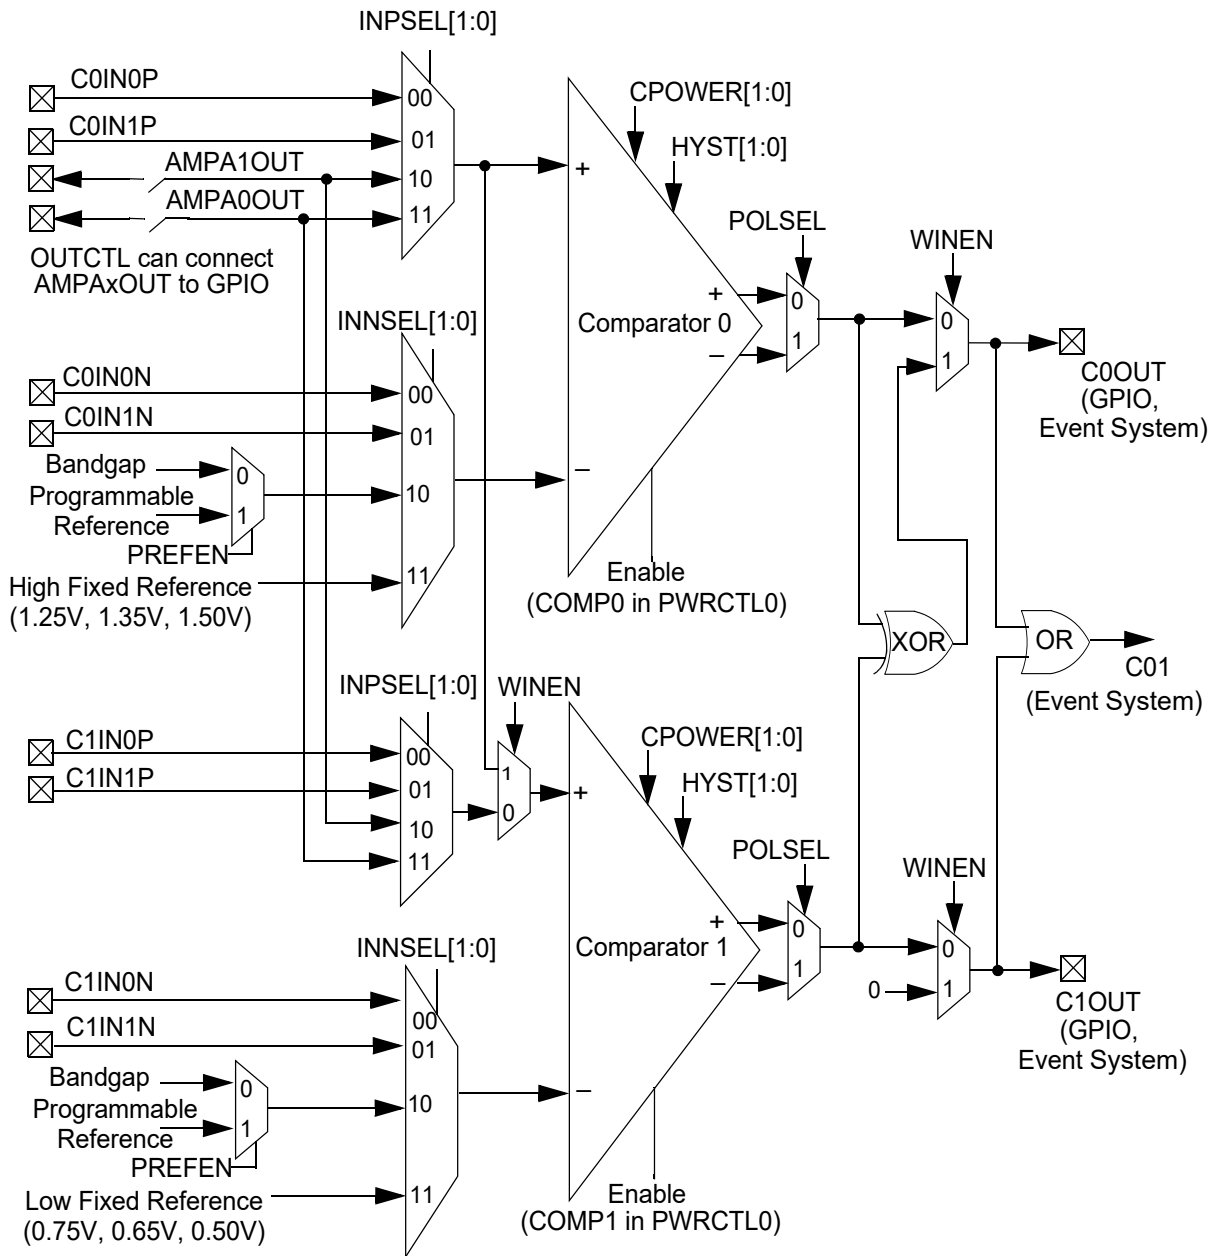 INPSEL[1:0]
C0IN0P
00
CPOWER[1:0]
C0IN1P
01
HYST[1:0]
AMPA1OUT
10
+
AMPA0OUT
11
POLSEL
WINEN
OUTCTL can connect
AMPAxOUT to GPIO
+
0
INNSEL[1:0]
Comparator 0
0
–
1
1
C0IN0N
00
C0OUT
(GPIO,
Event System)
C0IN1N
01
Bandgap
0
–
Programmable
Reference
1
10
PREFEN
High Fixed Reference
(1.25V, 1.35V, 1.50V)
11
Enable
(COMP0 in PWRCTL0)
XOR
OR
C01
(Event System)
INPSEL[1:0]
WINEN
C1IN0P
00
CPOWER[1:0]
1
C1IN1P
01
HYST[1:0]
+
0
10
11
POLSEL
WINEN
+
0
INNSEL[1:0]
Comparator 1
0
–
1
0
1
C1IN0N
00
C1OUT
(GPIO,
Event System)
C1IN1N
01
Bandgap
0
–
Programmable
Reference
1
10
PREFEN
Low Fixed Reference
(0.75V, 0.65V, 0.50V)
11
Enable
(COMP1 in PWRCTL0)